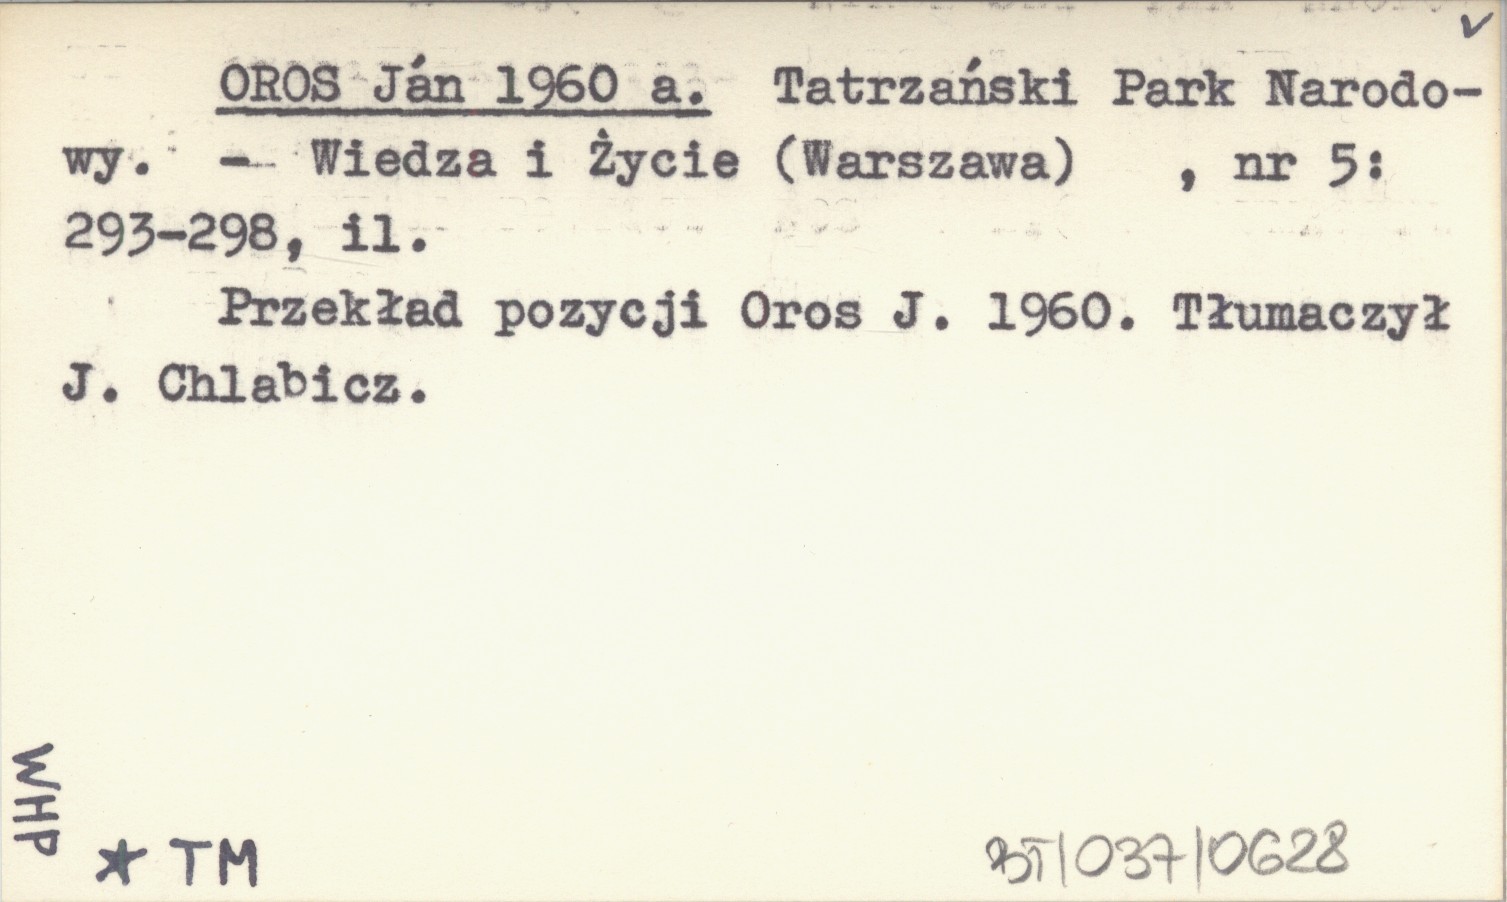 ✓
OROS Ján 1960 a. Tatrzański Park Narodo-
wy. - Wiedza i Życie (Warszawa) , nr 5:
293-298, il.
Przekład pozycji Oros J. 1960. Tłumaczył
J. Chlabicz.
WHP
* TM
BT/037/0628